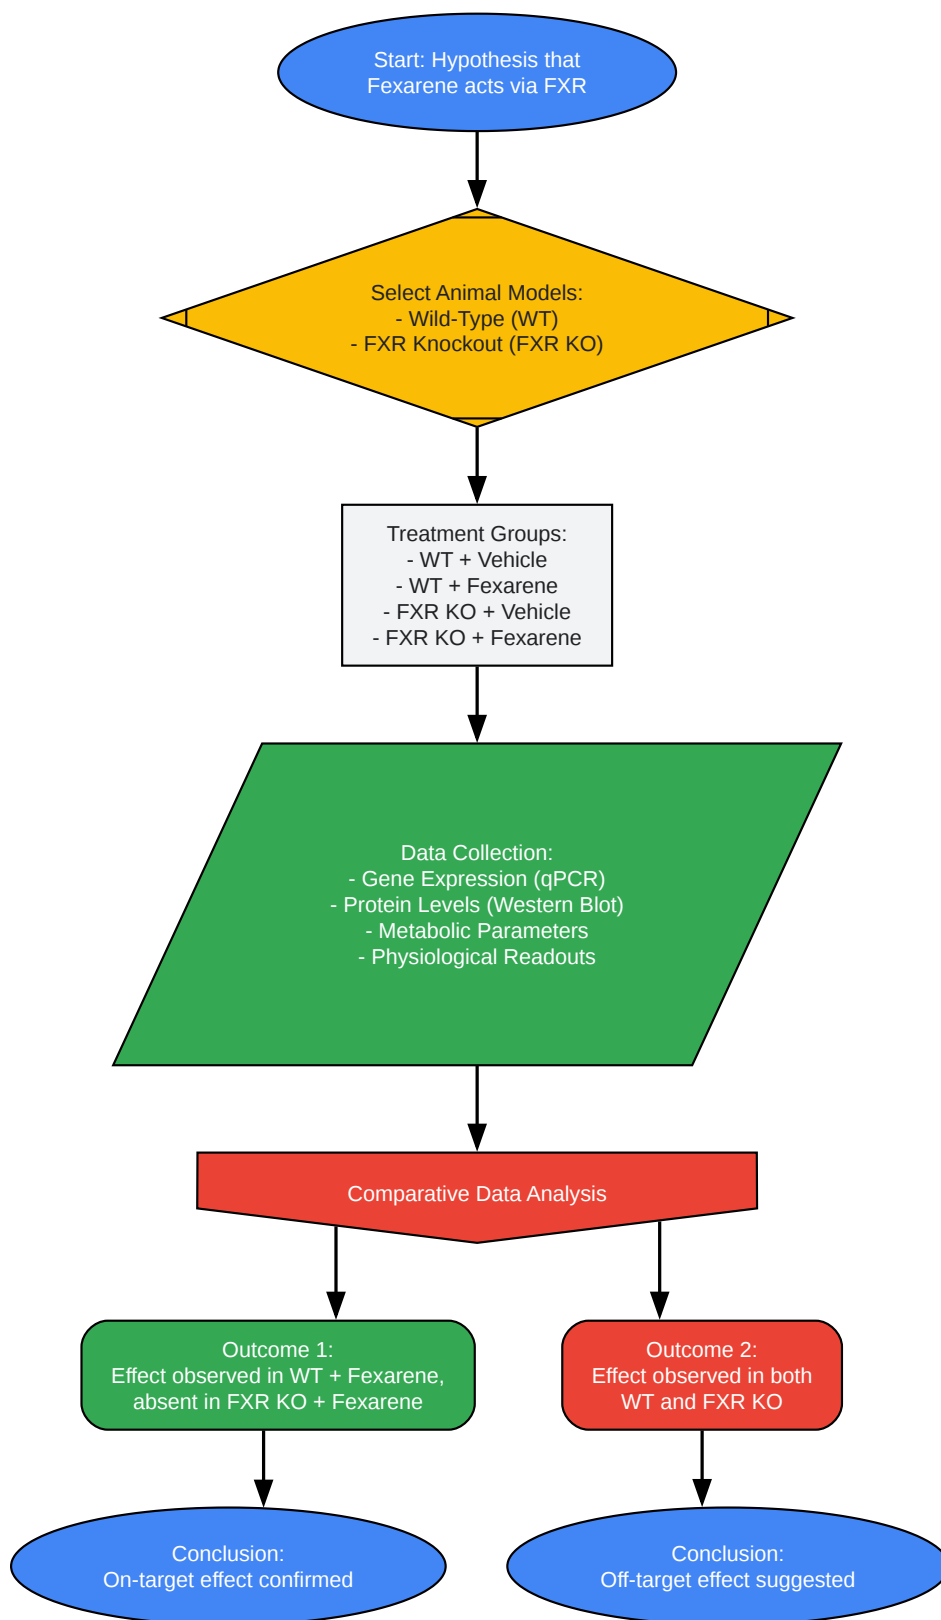 Start: Hypothesis that
Fexarene acts via FXR
Select Animal Models:
- Wild-Type (WT)
- FXR Knockout (FXR KO)
Treatment Groups:
- WT + Vehicle
- WT + Fexarene
- FXR KO + Vehicle
- FXR KO + Fexarene
Data Collection:
- Gene Expression (qPCR)
- Protein Levels (Western Blot)
- Metabolic Parameters
- Physiological Readouts
Comparative Data Analysis
Outcome 1:
Effect observed in WT + Fexarene,
absent in FXR KO + Fexarene
Outcome 2:
Effect observed in both
WT and FXR KO
Conclusion:
On-target effect confirmed
Conclusion:
Off-target effect suggested